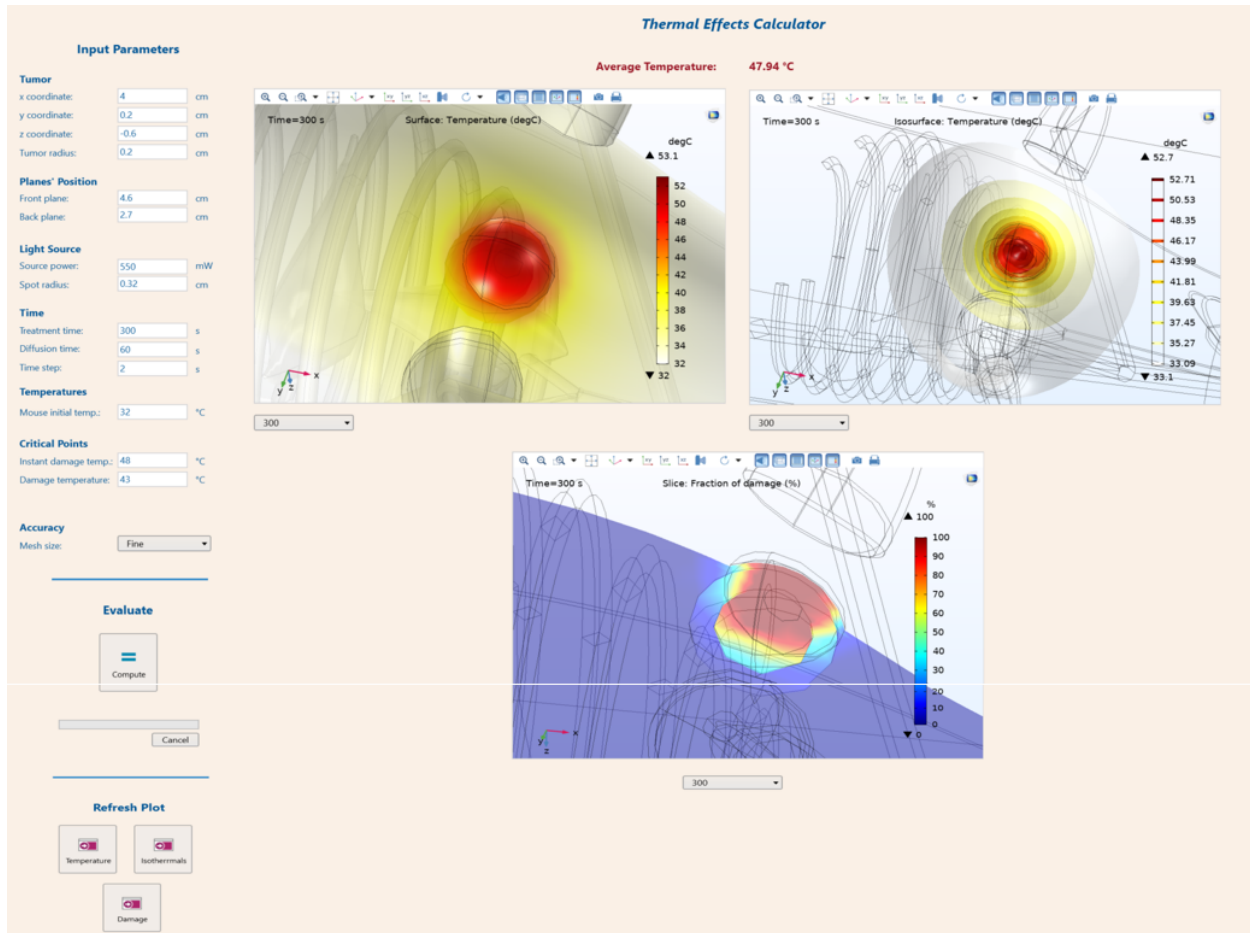 Thermal Effects Calculator
Input Parameters
Average Temperature: 47.94 °C
Tumor
x coordinate: 4 cm
y coordinate: 0.2 cm
z coordinate: -0.6 cm
Tumor radius: 0.2 cm
Planes' Position
Front plane: 4.6 cm
Back plane: 2.7 cm
Light Source
Source power: 550 mW
Spot radius: 0.32 cm
Time
Treatment time: 300 s
Diffusion time: 60 s
Time step: 2 s
Temperatures
Mouse initial temp.: 32 °C
Critical Points
Instant damage temp.: 48 °C
Damage temperature: 43 °C
Accuracy
Mesh size: Fine
Evaluate
=
Compute
Cancel
Refresh Plot
Temperature
Isotherrmals
Damage
Time=300 s Surface: Temperature (degC)
degC
▲ 53.1
52
50
48
46
44
42
40
38
36
34
32
▼ 32
x
y
z
300
Time=300 s Isosurface: Temperature (degC)
degC
▲ 52.7
52.71
50.53
48.35
46.17
43.99
41.81
39.63
37.45
35.27
33.09
▼ 33.1
x
y
z
300
Time=300 s Slice: Fraction of damage (%)
%
▲ 100
100
90
80
70
60
50
40
30
20
10
0
▼ 0
x
y
z
300